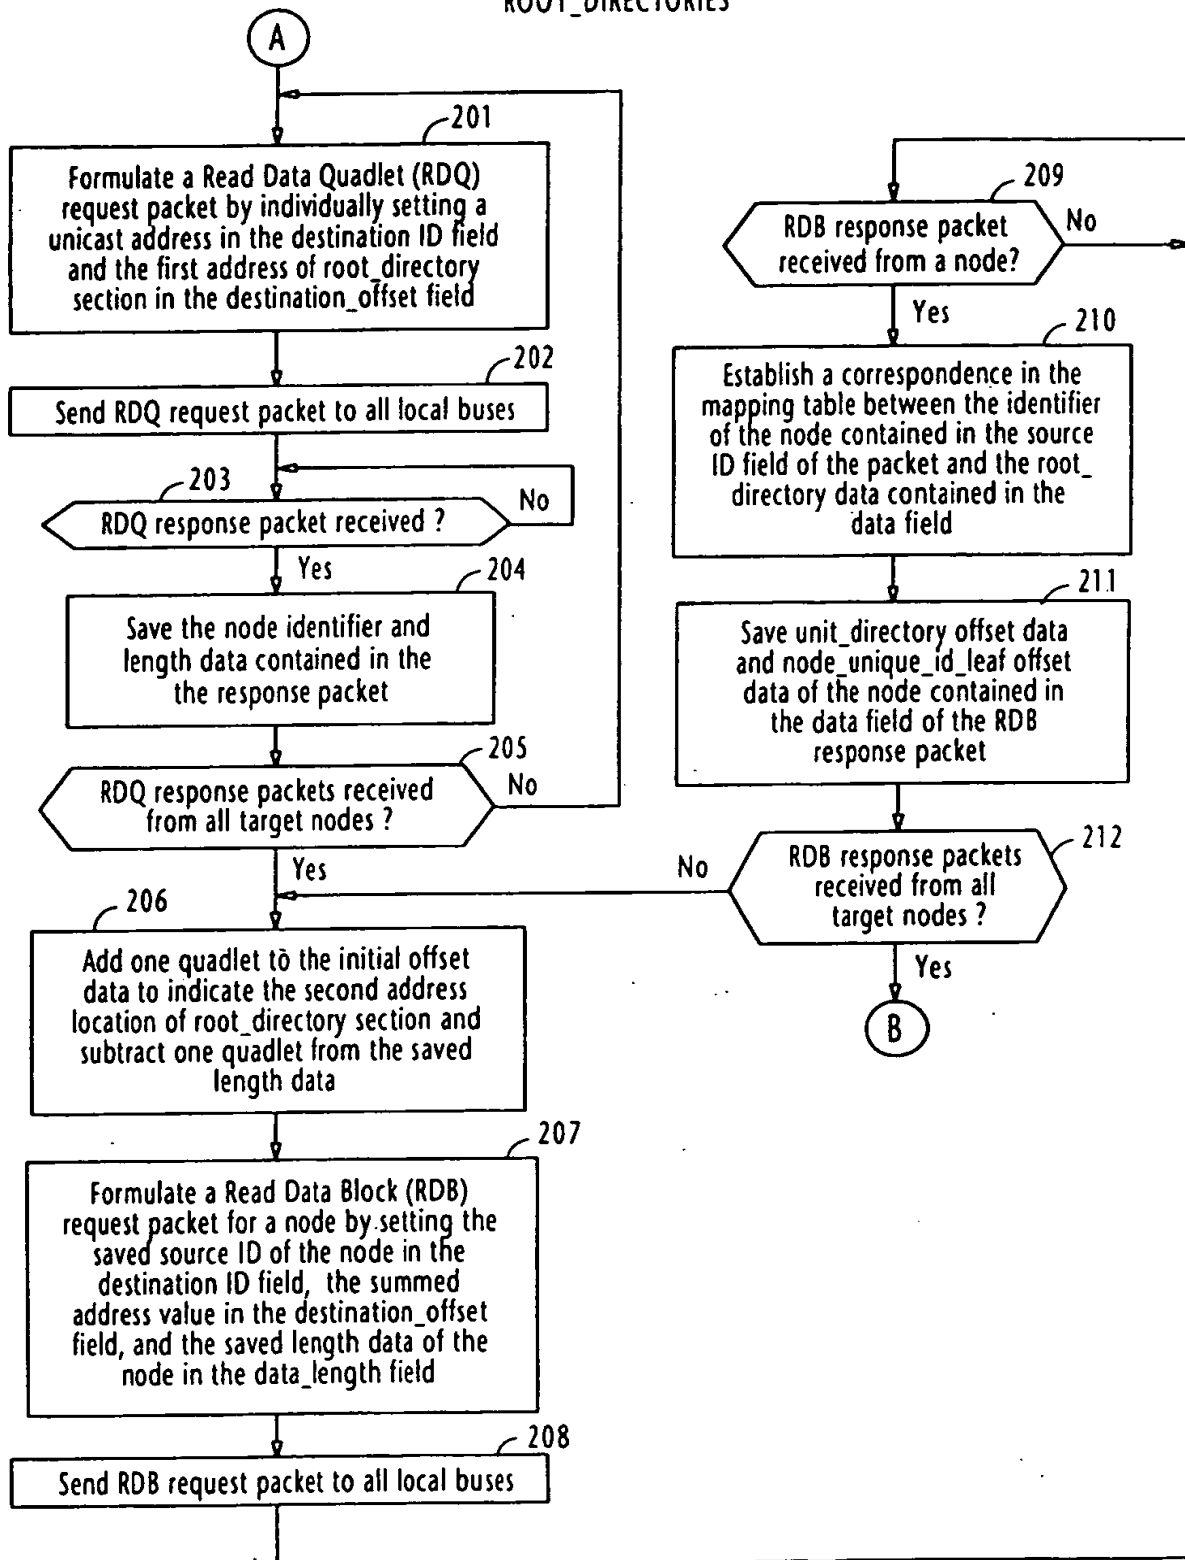 ROOT_DIRECTORIES
A
201
Formulate a Read Data Quadlet (RDQ)
request packet by individually setting a
unicast address in the destination ID field
and the first address of root_directory
section in the destination_offset field
202
Send RDQ request packet to all local buses
203
RDQ response packet received ?
No
Yes
204
Save the node identifier and
length data contained in the
the response packet
205
RDQ response packets received
from all target nodes ?
No
Yes
206
Add one quadlet to the initial offset
data to indicate the second address
location of root_directory section and
subtract one quadlet from the saved
length data
207
Formulate a Read Data Block (RDB)
request packet for a node by setting the
saved source ID of the node in the
destination ID field, the summed
address value in the destination_offset
field, and the saved length data of the
node in the data_length field
208
Send RDB request packet to all local buses
209
RDB response packet
received from a node?
No
Yes
210
Establish a correspondence in the
mapping table between the identifier
of the node contained in the source
ID field of the packet and the root_
directory data contained in the
data field
211
Save unit_directory offset data
and node_unique_id_leaf offset
data of the node contained in
the data field of the RDB
response packet
212
RDB response packets
received from all
target nodes ?
No
Yes
B